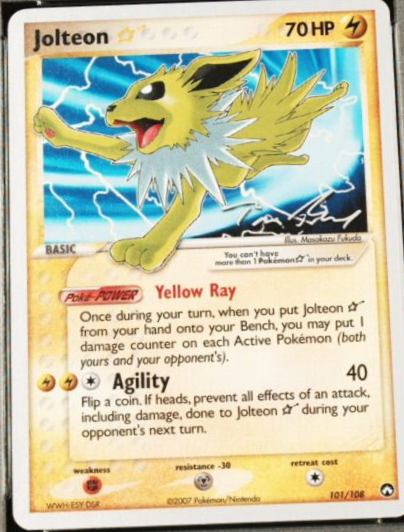 Jolteon ☆ 70 HP
Illus. Masakazu Fukuda
BASIC
You can't have
more than 1 Pokémon ☆ in your deck.
Poké-POWER Yellow Ray
Once during your turn, when you put Jolteon ☆
from your hand onto your Bench, you may put 1
damage counter on each Active Pokémon (both
yours and your opponent's).
Agility 40
Flip a coin. If heads, prevent all effects of an attack,
including damage, done to Jolteon ☆ during your
opponent's next turn.
weakness resistance -30 retreat cost
©2007 Pokémon/Nintendo 101/108